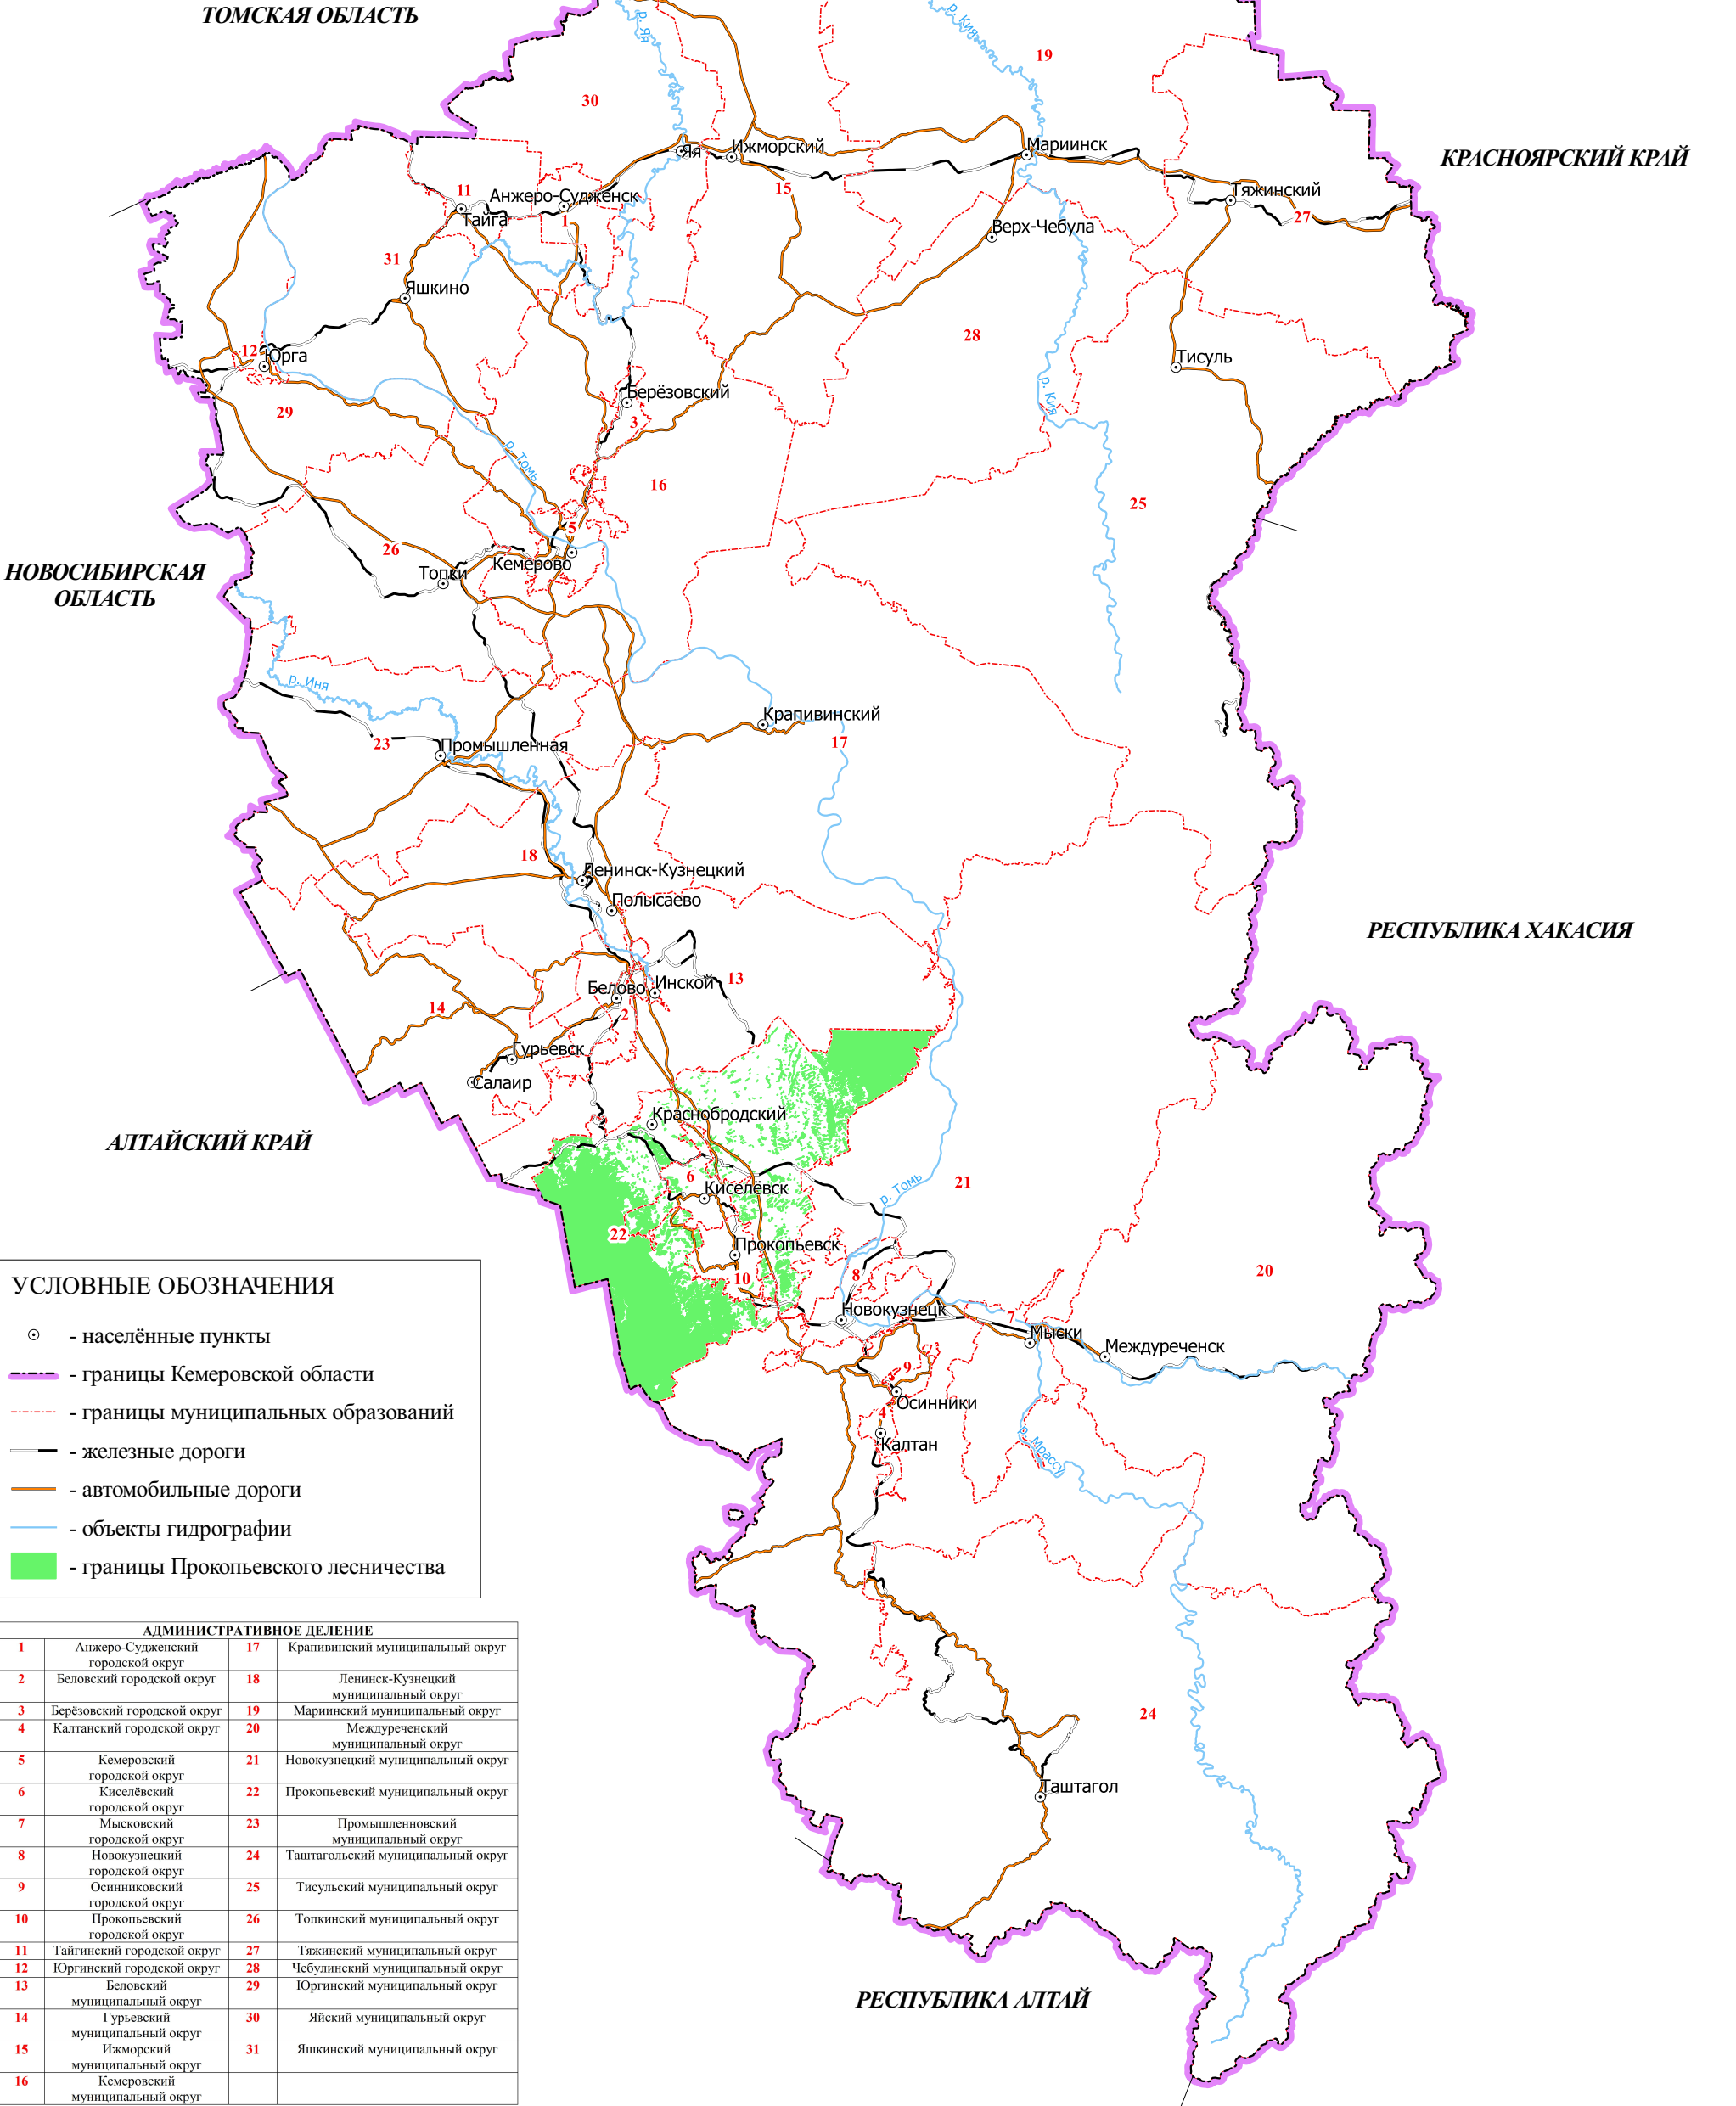 ТОМСКАЯ ОБЛАСТЬ
р. Яя
р. Кия
19
30
КРАСНОЯРСКИЙ КРАЙ
Яя
Ижморский
Мариинск
15
11
Анжеро-Судженск
Тайга
1
Тяжинский
27
Верх-Чебула
31
Яшкино
28
12
Юрга
Тисуль
29
Берёзовский
3
р. Кия
р. Томь
16
25
5
26
Кемерово
Топки
НОВОСИБИРСКАЯ
ОБЛАСТЬ
р. Иня
Крапивинский
17
23
Промышленная
18
Ленинск-Кузнецкий
Полысаево
РЕСПУБЛИКА ХАКАСИЯ
13
Инской
Белово
14
2
Гурьевск
Салаир
Краснобродский
АЛТАЙСКИЙ КРАЙ
6
Киселёвск
р. Томь
21
22
Прокопьевск
10
8
20
Новокузнецк
7
Мыски
Междуреченск
9
Осинники
4
Калтан
р. Мрассу
24
Таштагол
РЕСПУБЛИКА АЛТАЙ
УСЛОВНЫЕ ОБОЗНАЧЕНИЯ
- населённые пункты
- границы Кемеровской области
- границы муниципальных образований
- железные дороги
- автомобильные дороги
- объекты гидрографии
- границы Прокопьевского лесничества
АДМИНИСТРАТИВНОЕ ДЕЛЕНИЕ
1 Анжеро-Судженский 17 Крапивинский муниципальный округ
городской округ
2 Беловский городской округ 18 Ленинск-Кузнецкий
муниципальный округ
3 Берёзовский городской округ 19 Мариинский муниципальный округ
4 Калтанский городской округ 20 Междуреченский
муниципальный округ
5 Кемеровский 21 Новокузнецкий муниципальный округ
городской округ
6 Киселёвский 22 Прокопьевский муниципальный округ
городской округ
7 Мысковский 23 Промышленновский
городской округ муниципальный округ
8 Новокузнецкий 24 Таштагольский муниципальный округ
городской округ
9 Осинниковский 25 Тисульский муниципальный округ
городской округ
10 Прокопьевский 26 Топкинский муниципальный округ
городской округ
11 Тайгинский городской округ 27 Тяжинский муниципальный округ
12 Юргинский городской округ 28 Чебулинский муниципальный округ
13 Беловский 29 Юргинский муниципальный округ
муниципальный округ
14 Гурьевский 30 Яйский муниципальный округ
муниципальный округ
15 Ижморский 31 Яшкинский муниципальный округ
муниципальный округ
16 Кемеровский
муниципальный округ